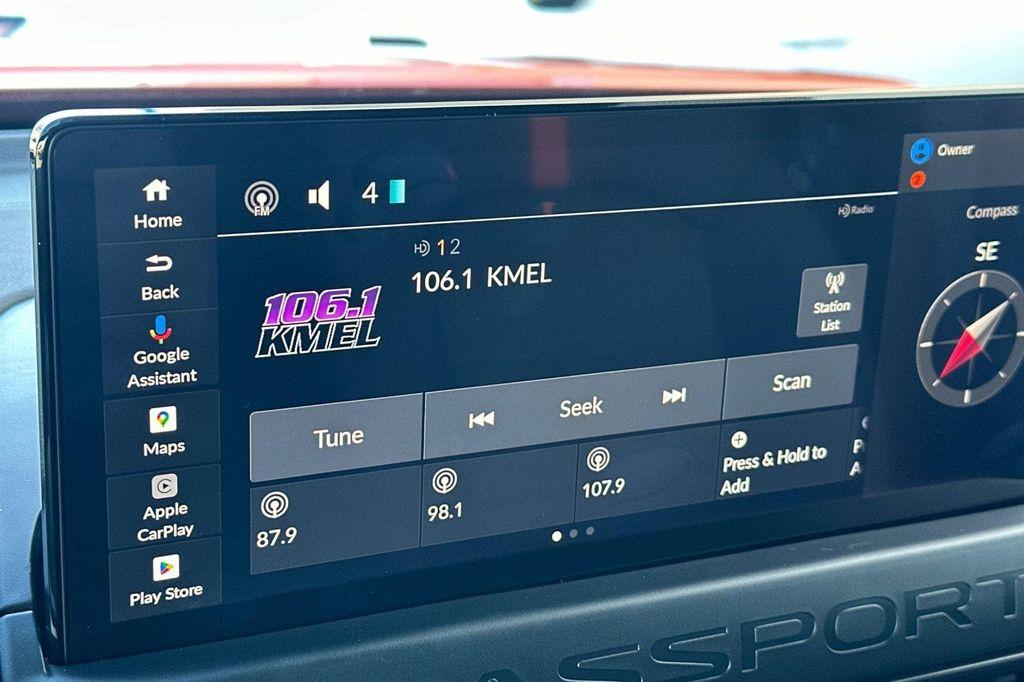 Home
Back
Google
Assistant
Maps
Apple
CarPlay
Play Store
FM
4
HD Radio
HD 1 2
106.1 KMEL
106.1
KMEL
Station
List
Tune
Seek
Scan
87.9
98.1
107.9
Press & Hold to
Add
P
A
Owner
2
Compass
SE
ASSPORT